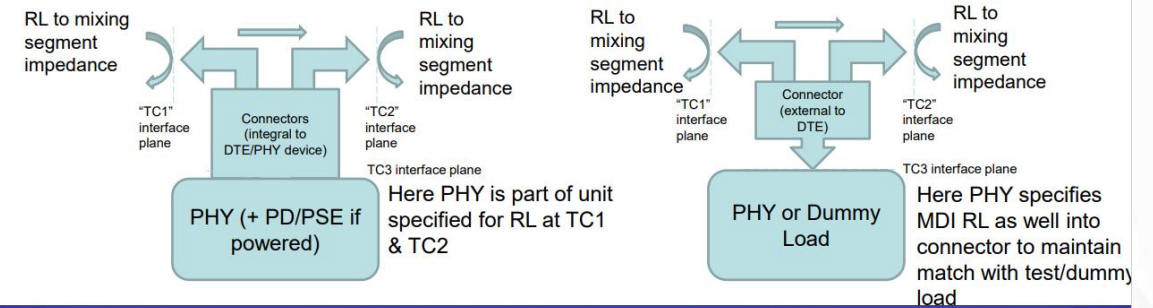 RL to mixing
segment
impedance
RL to
mixing
segment
impedance
"TC1"
interface
plane
Connectors
(integral to
DTE/PHY device)
"TC2"
interface
plane
TC3 interface plane
PHY (+ PD/PSE if
powered)
Here PHY is part of unit
specified for RL at TC1
& TC2
RL to
mixing
segment
impedance
RL to
mixing
segment
impedance
"TC1"
interface
plane
Connector
(external to
DTE)
"TC2"
interface
plane
TC3 interface plane
PHY or Dummy
Load
Here PHY specifies
MDI RL as well into
connector to maintain
match with test/dummy
load